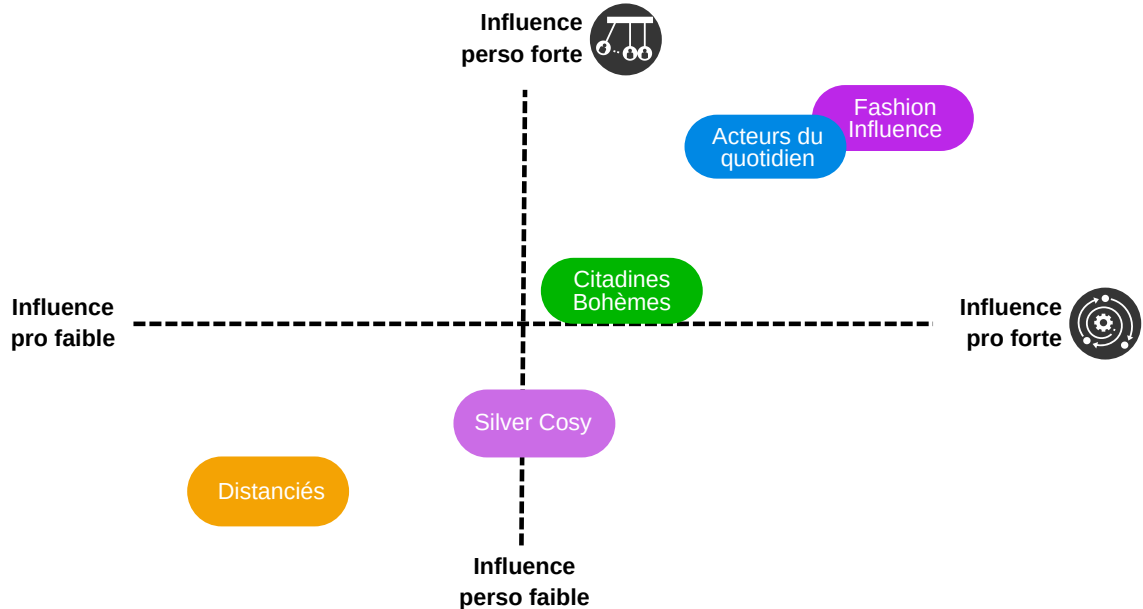 Influence
perso forte
Fashion
Influence
Acteurs du
quotidien
Citadines
Bohèmes
Influence
pro faible
Influence
pro forte
Silver Cosy
Distanciés
Influence
perso faible